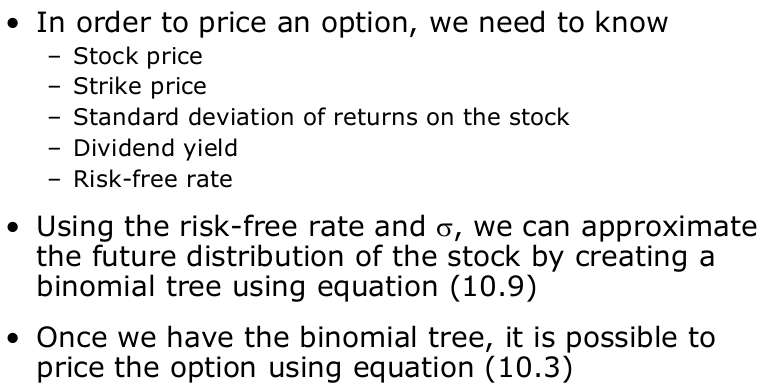 • In order to price an option, we need to know
– Stock price
– Strike price
– Standard deviation of returns on the stock
– Dividend yield
– Risk-free rate
• Using the risk-free rate and σ, we can approximate
the future distribution of the stock by creating a
binomial tree using equation (10.9)
• Once we have the binomial tree, it is possible to
price the option using equation (10.3)